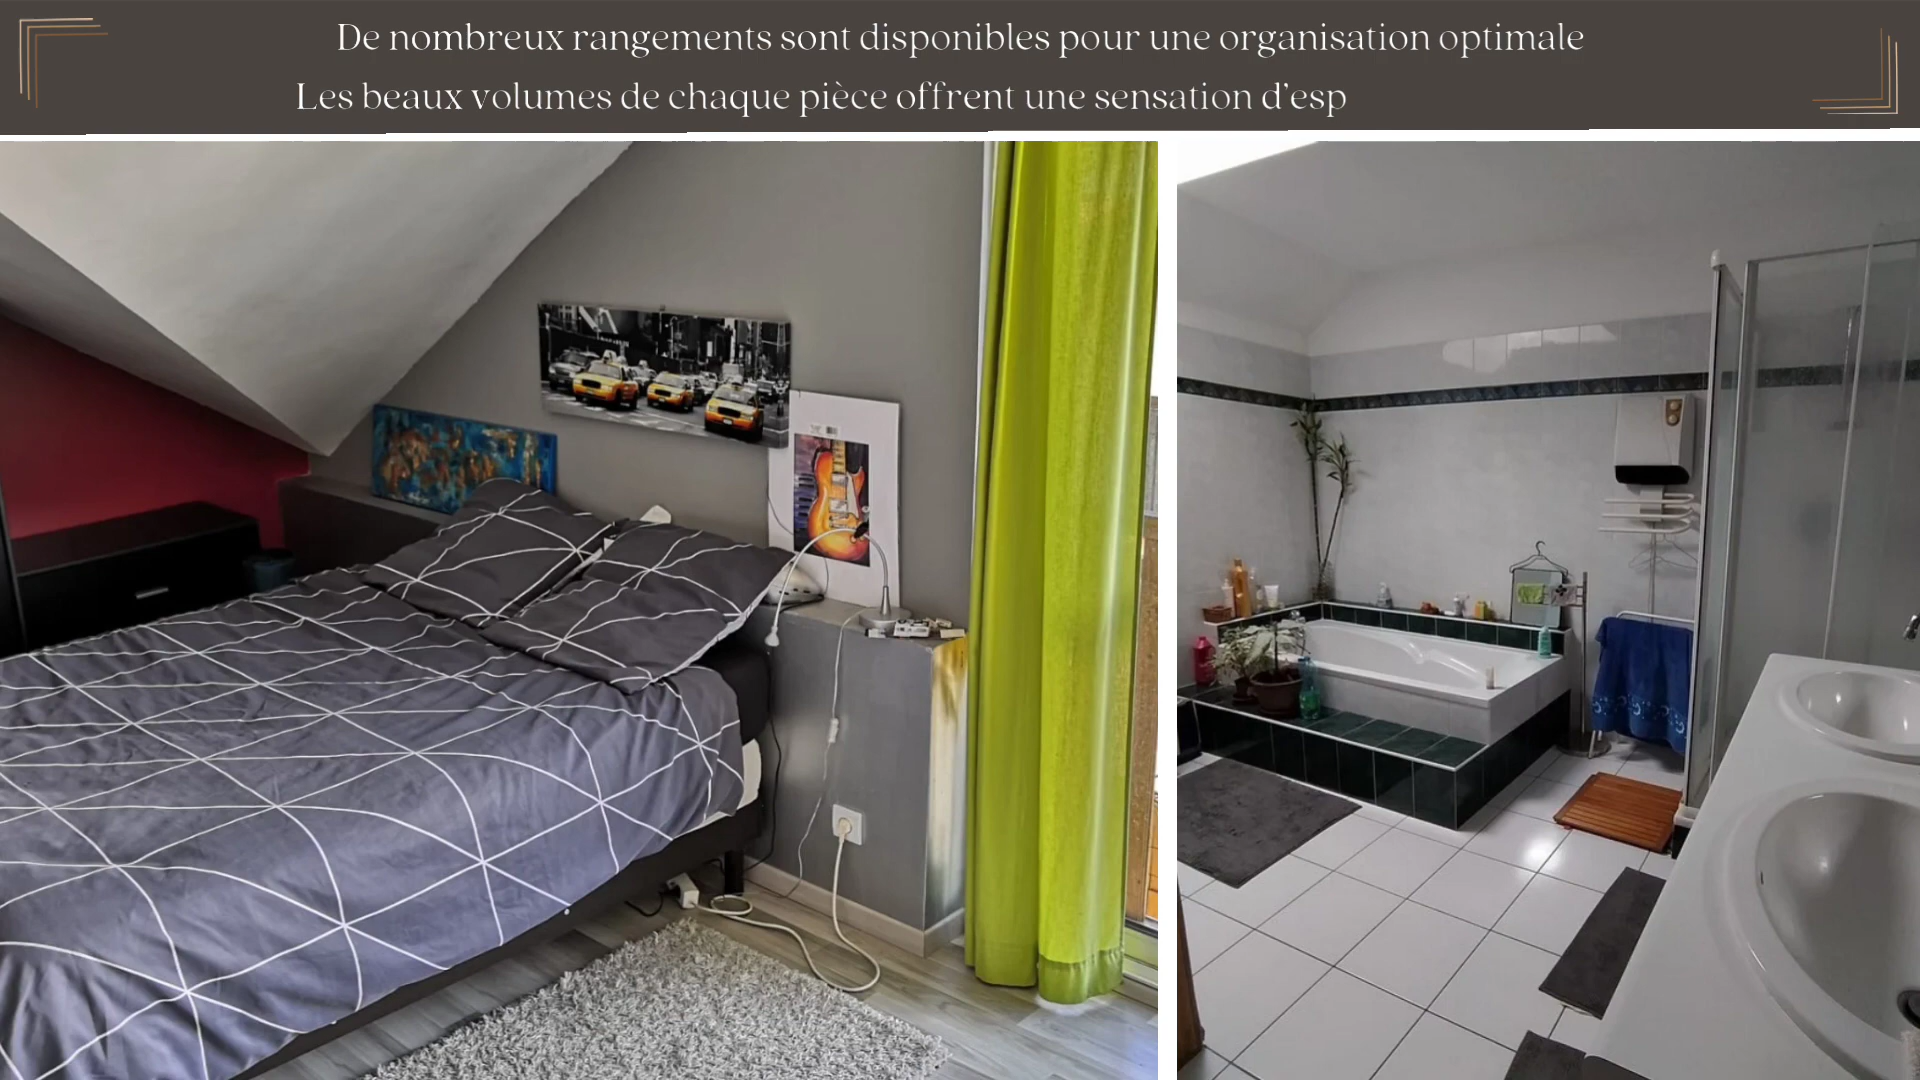 De nombreux rangements sont disponibles pour une organisation optimale
Les beaux volumes de chaque pièce offrent une sensation d'esp